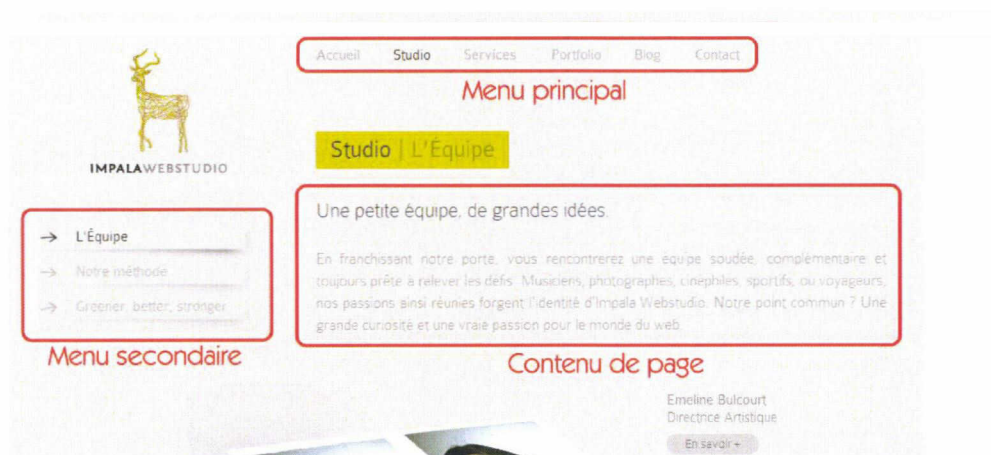 Accueil Studio Services Portfolio Blog Contact
Menu principal
IMPALAWEBSTUDIO
Studio | L'Équipe
Une petite équipe, de grandes idées.
En franchissant notre porte, vous rencontrerez une équipe soudée, complémentaire et
toujours prête à relever les défis. Musiciens, photographes, cinéphiles, sportifs, ou voyageurs,
nos passions ainsi réunies forgent l'identité d'Impala Webstudio. Notre point commun ? Une
grande curiosité et une vraie passion pour le monde du web.
→ L'Équipe
→ Notre méthode
→ Greener, better, stronger
Menu secondaire
Contenu de page
Emeline Bulcourt
Directrice Artistique
En savoir +